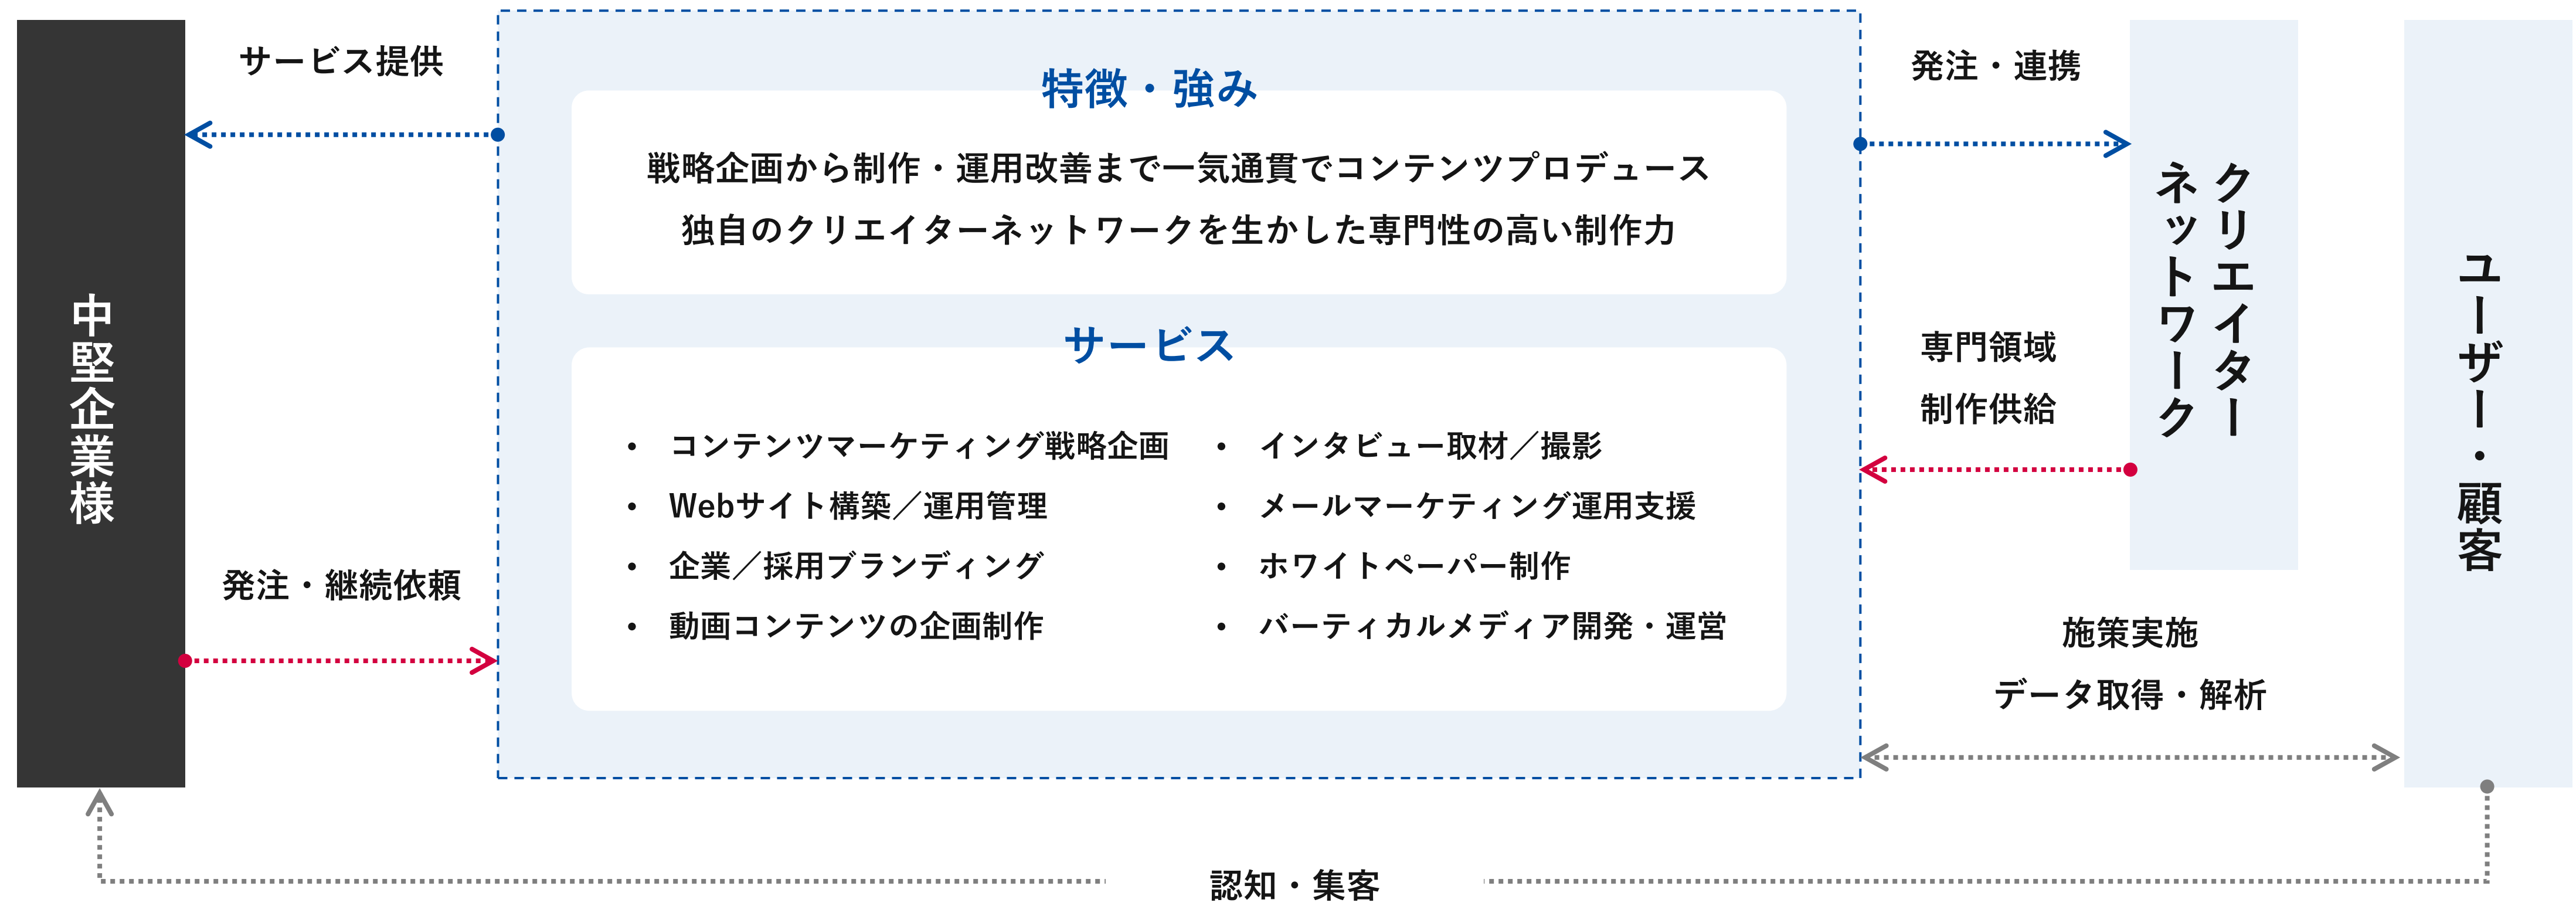 中堅企業様
サービス提供
発注・継続依頼
特徴・強み
戦略企画から制作・運用改善まで一気通貫でコンテンツプロデュース
独自のクリエイターネットワークを生かした専門性の高い制作力
サービス
• コンテンツマーケティング戦略企画
• Webサイト構築／運用管理
• 企業／採用ブランディング
• 動画コンテンツの企画制作
• インタビュー取材／撮影
• メールマーケティング運用支援
• ホワイトペーパー制作
• バーティカルメディア開発・運営
発注・連携
専門領域
制作供給
クリエイター
ネットワーク
施策実施
データ取得・解析
ユーザー・顧客
認知・集客